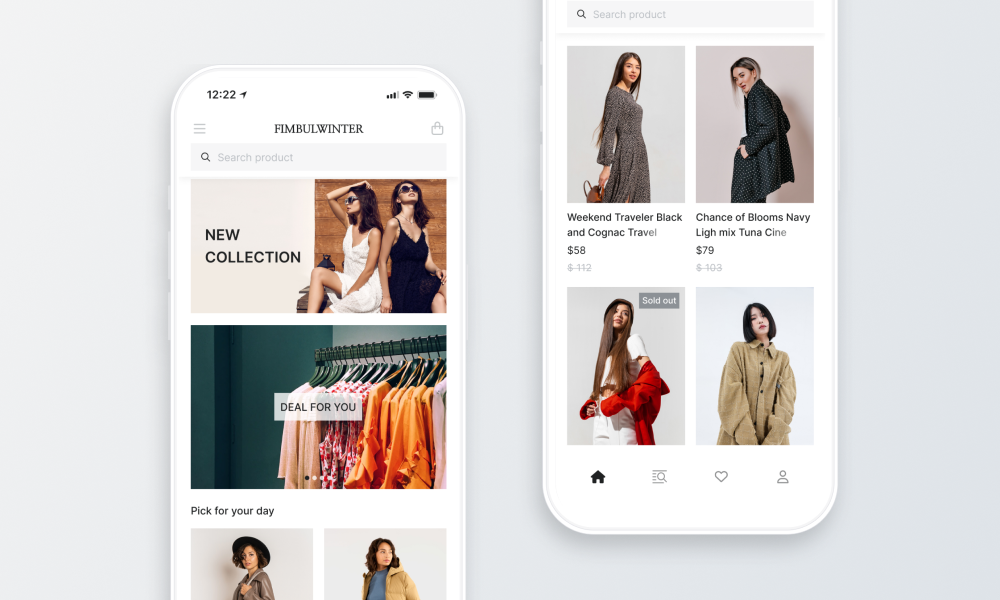 12:22
FIMBULWINTER
Search product
NEW
COLLECTION
DEAL FOR YOU
Pick for your day
Search product
Weekend Traveler Black
and Cognac Travel
$58
$ 112
Chance of Blooms Navy
Ligh mix Tuna Cine
$79
$ 103
Sold out